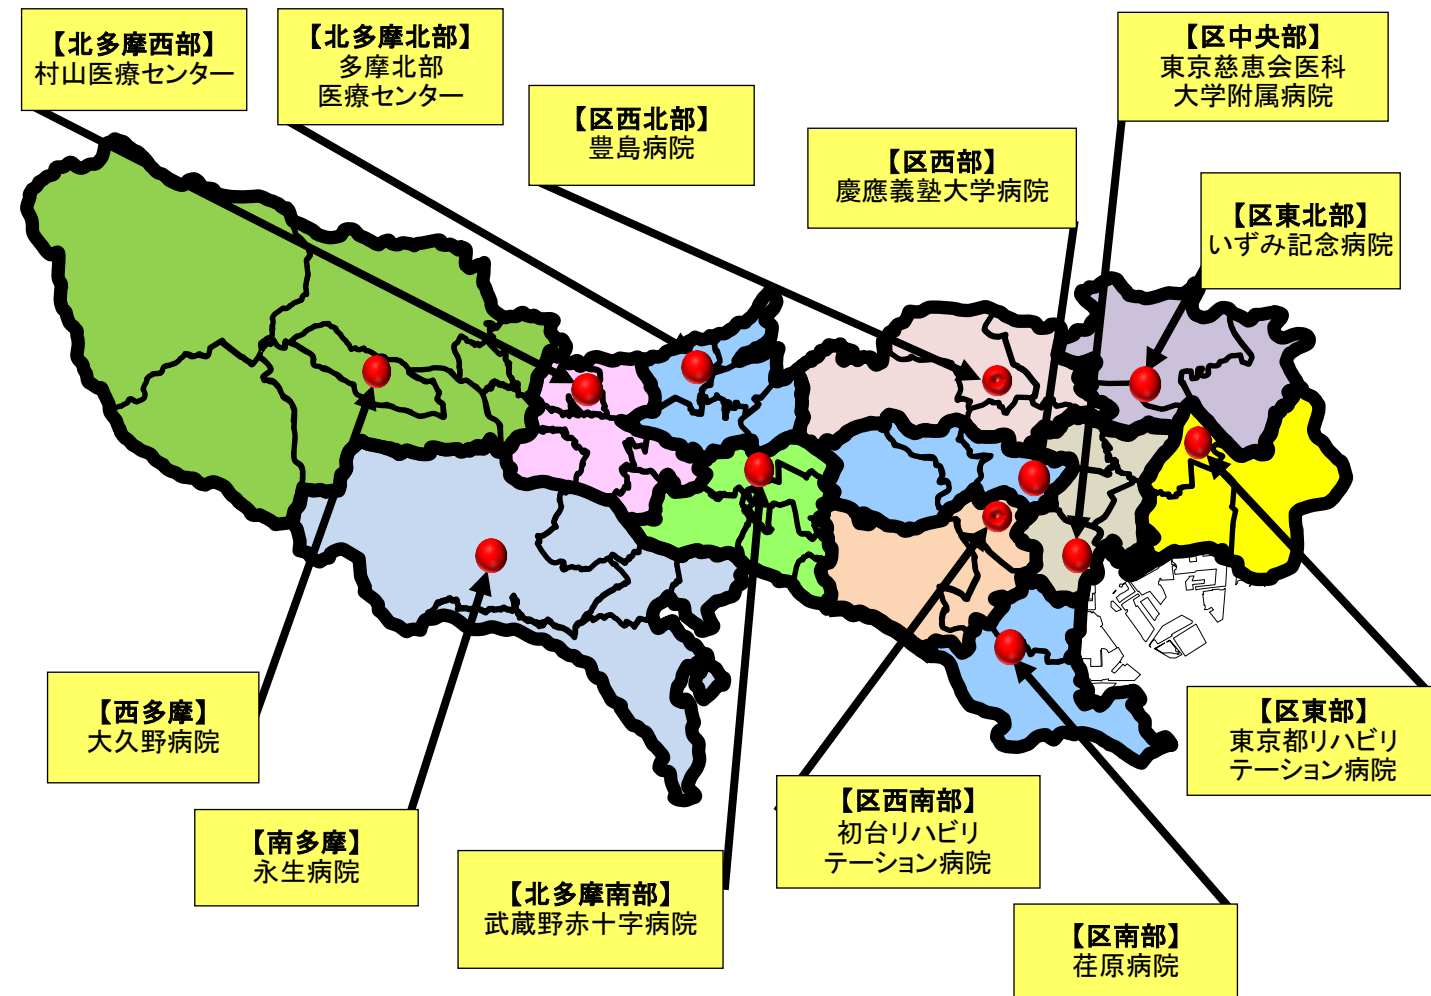 【北多摩西部】
村山医療センター
【北多摩北部】
多摩北部
医療センター
【区西北部】
豊島病院
【区西部】
慶應義塾大学病院
【区中央部】
東京慈恵会医科
大学附属病院
【区東北部】
いずみ記念病院
【西多摩】
大久野病院
【南多摩】
永生病院
【北多摩南部】
武蔵野赤十字病院
【区西南部】
初台リハビリ
テーション病院
【区東部】
東京都リハビリ
テーション病院
【区南部】
荏原病院